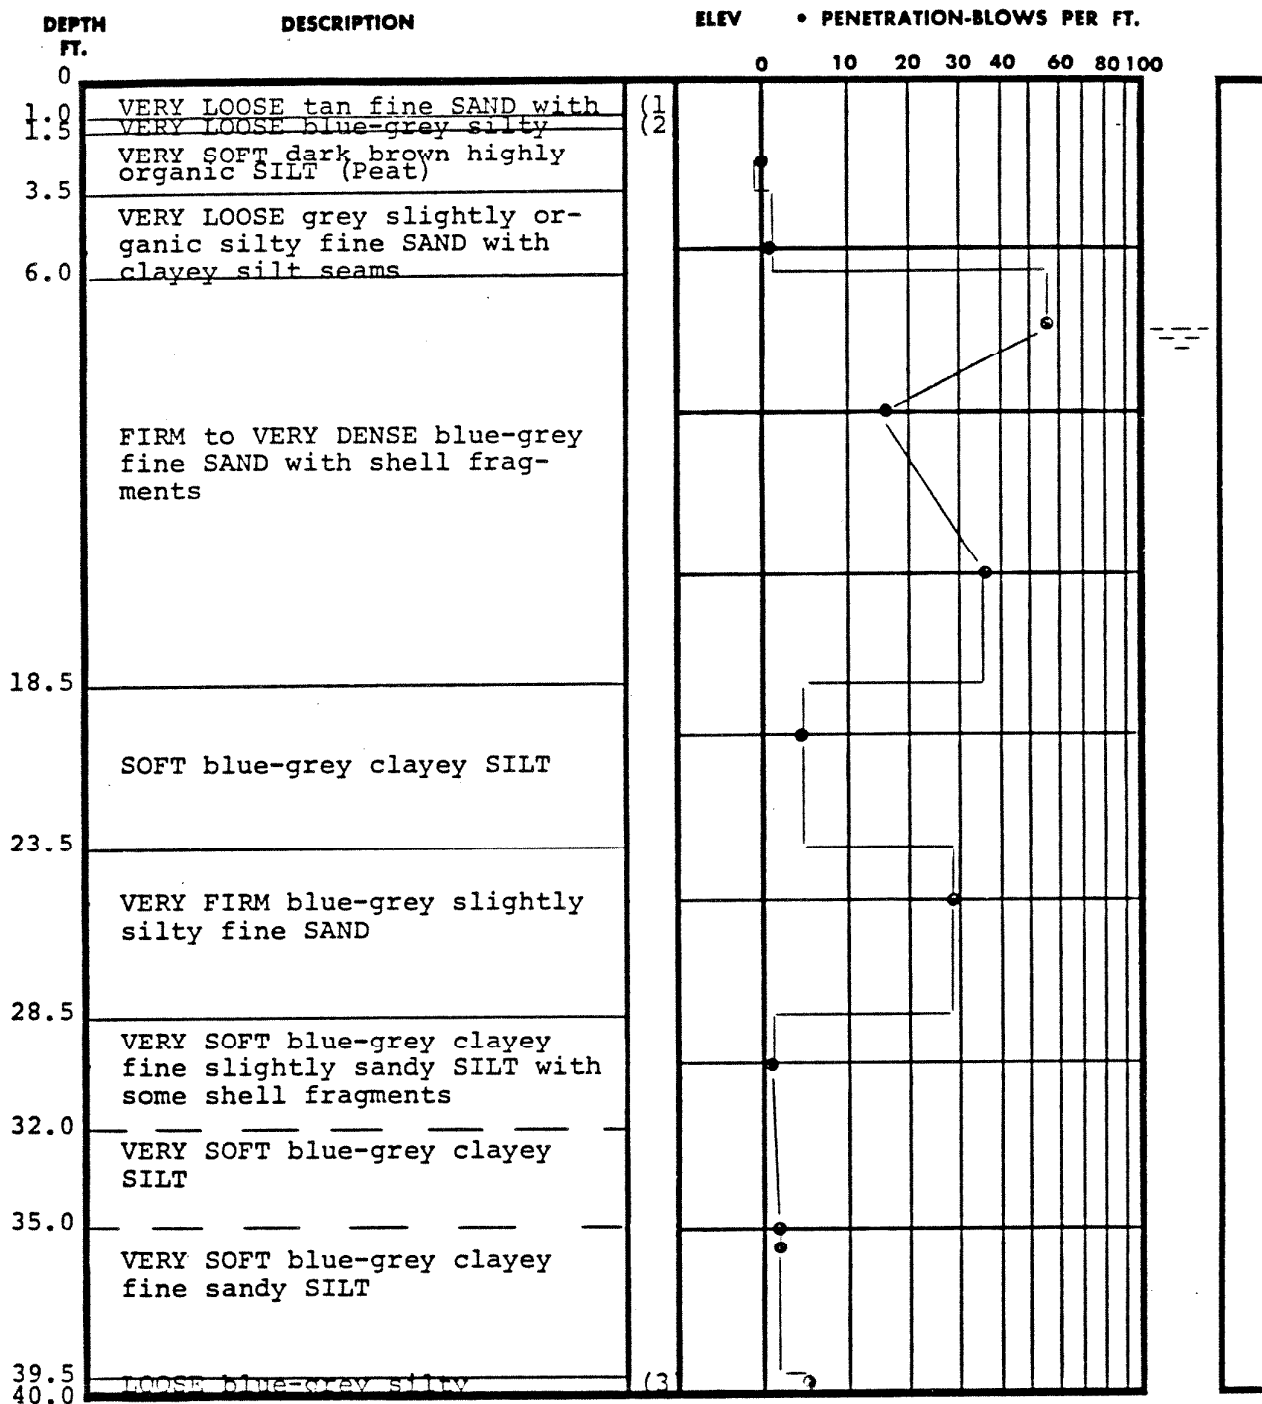 DEPTH FT. DESCRIPTION ELEV • PENETRATION-BLOWS PER FT.
0 10 20 30 40 60 80 100
0
VERY LOOSE tan fine SAND with (1
1.0
VERY LOOSE blue-grey silty (2
1.5
VERY SOFT dark brown highly
organic SILT (Peat)
3.5
VERY LOOSE grey slightly or-
ganic silty fine SAND with
clayey silt seams
6.0
FIRM to VERY DENSE blue-grey
fine SAND with shell frag-
ments
18.5
SOFT blue-grey clayey SILT
23.5
VERY FIRM blue-grey slightly
silty fine SAND
28.5
VERY SOFT blue-grey clayey
fine slightly sandy SILT with
some shell fragments
32.0
VERY SOFT blue-grey clayey
SILT
35.0
VERY SOFT blue-grey clayey
fine sandy SILT
39.5
LOOSE blue-grey silty (3
40.0